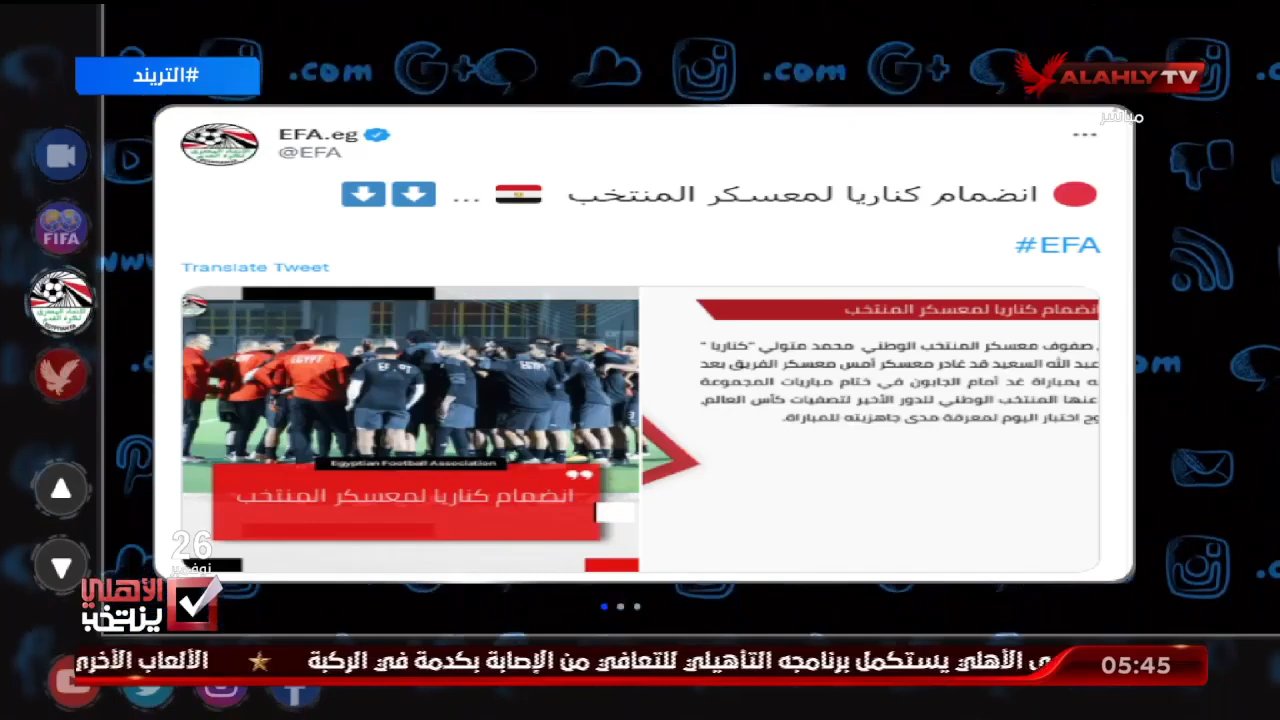 #التريند
ALAHLY TV
مباشر
EFA.eg
@EFA
انضمام كناريا لمعسكر المنتخب ...
#EFA
Translate Tweet
انضمام كناريا لمعسكر المنتخب
صفوف معسكر المنتخب الوطني محمد متولي "كناريا "
عبد الله السعيد قد غادر معسكر أمس معسكر الفريق بعد
ه بمباراة غد أمام الجابون في ختام مباريات المجموعة
عنها المنتخب الوطني للدور الأخير لتصفيات كأس العالم
اختبار اليوم لمعرفة مدى جاهزيته للمباراة.
Egyptian Football Association
انضمام كناريا لمعسكر المنتخب
FIFA
26
نوفمبر
الأهلي
ينتخب
ى الأهلي يستكمل برنامجه التأهيلي للتعافي من الإصابة بكدمة في الركبة
الألعاب الأخرى
05:45
.com
.com